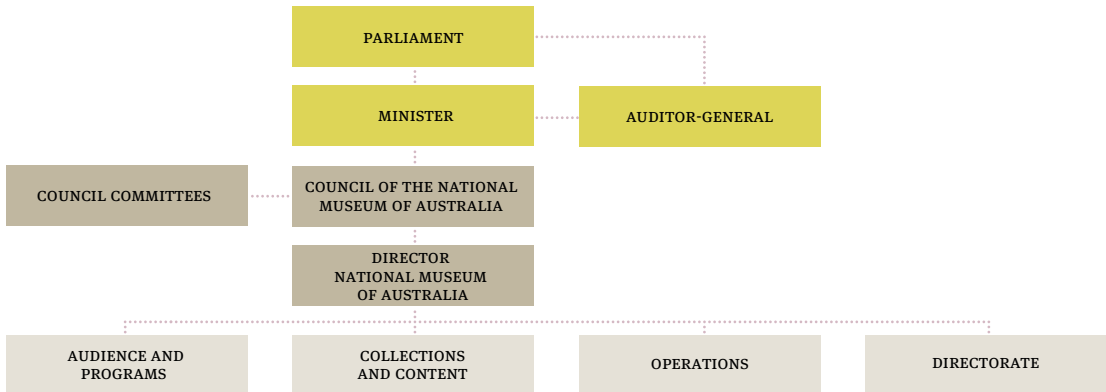 PARLIAMENT
MINISTER
AUDITOR-GENERAL
COUNCIL COMMITTEES
COUNCIL OF THE NATIONAL
MUSEUM OF AUSTRALIA
DIRECTOR
NATIONAL MUSEUM
OF AUSTRALIA
AUDIENCE AND
PROGRAMS
COLLECTIONS
AND CONTENT
OPERATIONS
DIRECTORATE